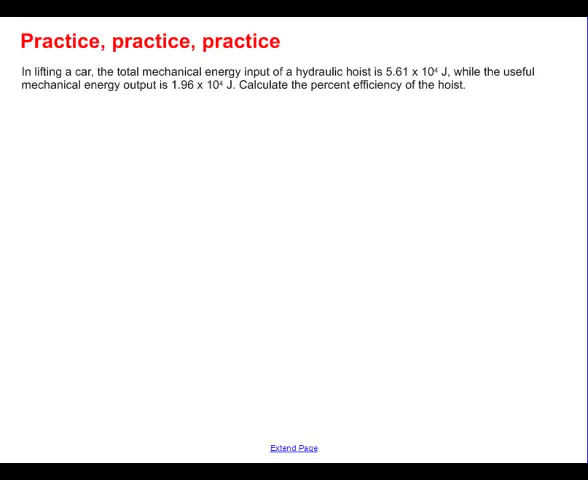 Practice, practice, practice
In lifting a car, the total mechanical energy input of a hydraulic hoist is 5.61 x 10⁴ J, while the useful
mechanical energy output is 1.96 x 10⁴ J. Calculate the percent efficiency of the hoist.
Extend Page